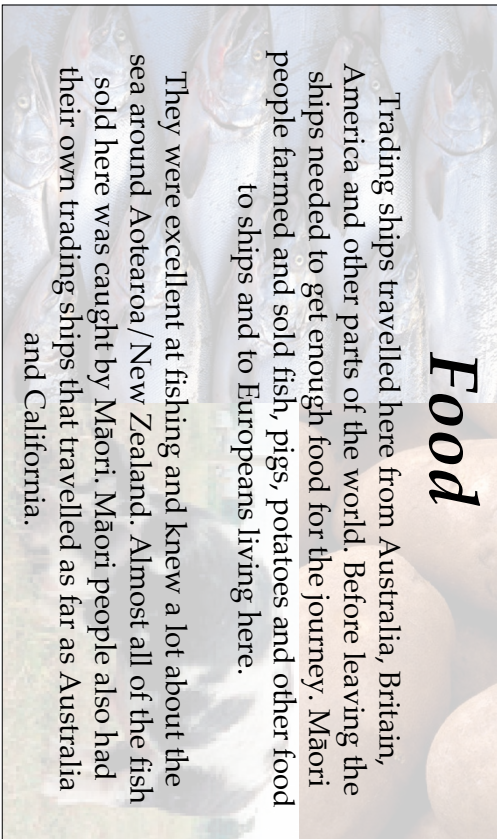 Food
Trading ships travelled here from Australia, Britain,
America and other parts of the world. Before leaving the
ships needed to get enough food for the journey. Māori
people farmed and sold fish, pigs, potatoes and other food
to ships and to Europeans living here.
They were excellent at fishing and knew a lot about the
sea around Aotearoa/New Zealand. Almost all of the fish
sold here was caught by Māori. Māori people also had
their own trading ships that travelled as far as Australia
and California.